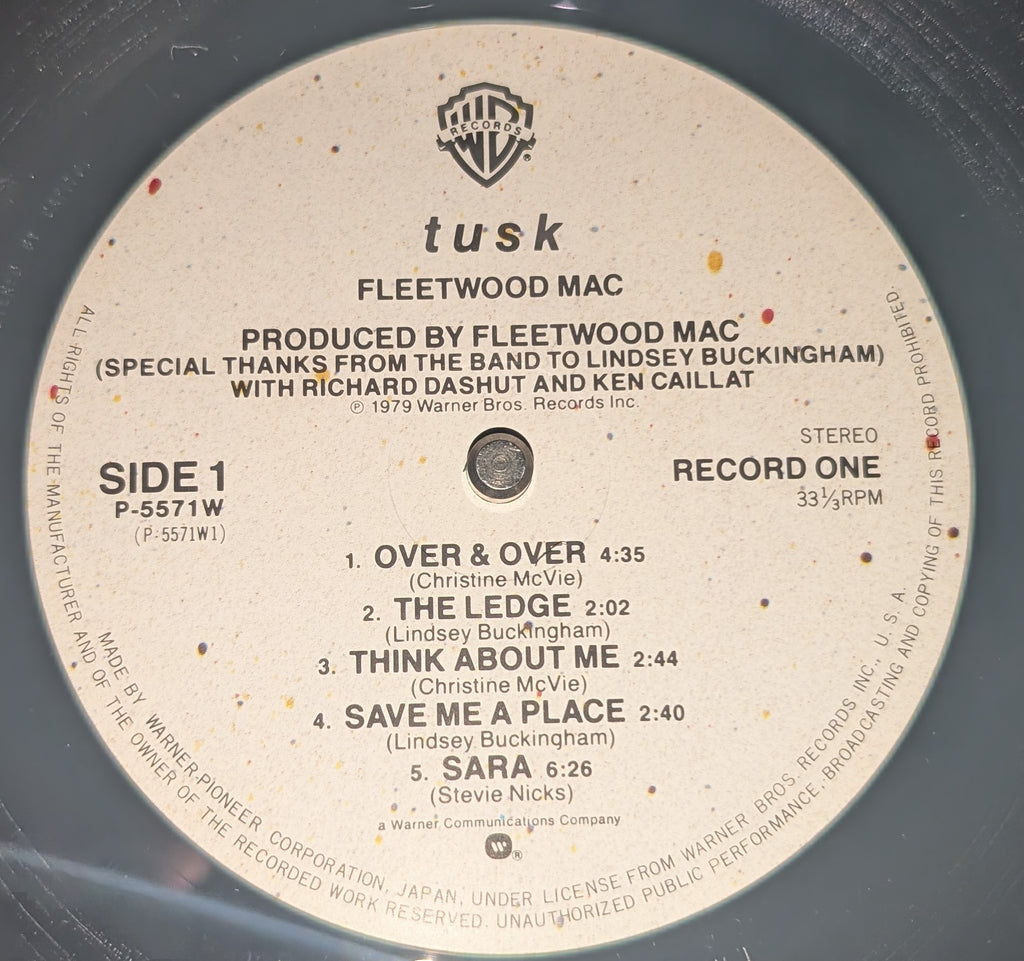 RECORDS
tusk
FLEETWOOD MAC
PRODUCED BY FLEETWOOD MAC
(SPECIAL THANKS FROM THE BAND TO LINDSEY BUCKINGHAM)
WITH RICHARD DASHUT AND KEN CAILLAT
℗ 1979 Warner Bros. Records Inc.
SIDE 1
P-5571W
(P-5571W1)
STEREO
RECORD ONE
33⅓RPM
1. OVER & OVER 4:35
(Christine McVie)
2. THE LEDGE 2:02
(Lindsey Buckingham)
3. THINK ABOUT ME 2:44
(Christine McVie)
4. SAVE ME A PLACE 2:40
(Lindsey Buckingham)
5. SARA 6:26
(Stevie Nicks)
a Warner Communications Company
®
MADE BY WARNER-PIONEER CORPORATION, JAPAN, UNDER LICENSE FROM WARNER BROS. RECORDS INC., U. S. A.
ALL RIGHTS OF THE MANUFACTURER AND OF THE OWNER OF THE RECORDED WORK RESERVED. UNAUTHORIZED PUBLIC PERFORMANCE, BROADCASTING AND COPYING OF THIS RECORD PROHIBITED.